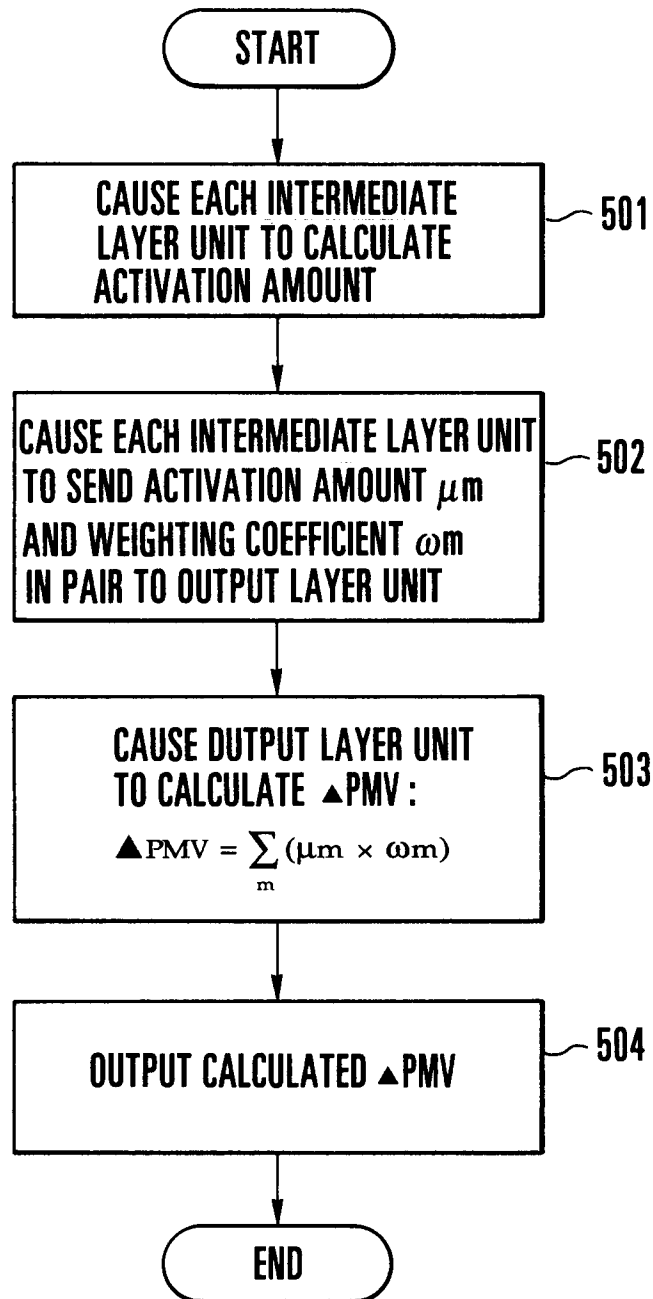 START
CAUSE EACH INTERMEDIATE
LAYER UNIT TO CALCULATE
ACTIVATION AMOUNT
501
CAUSE EACH INTERMEDIATE LAYER UNIT
TO SEND ACTIVATION AMOUNT μm
AND WEIGHTING COEFFICIENT ωm
IN PAIR TO OUTPUT LAYER UNIT
502
CAUSE DUTPUT LAYER UNIT
TO CALCULATE ▲PMV :
▲PMV = ∑ (μm × ωm)
m
503
OUTPUT CALCULATED ▲PMV
504
END